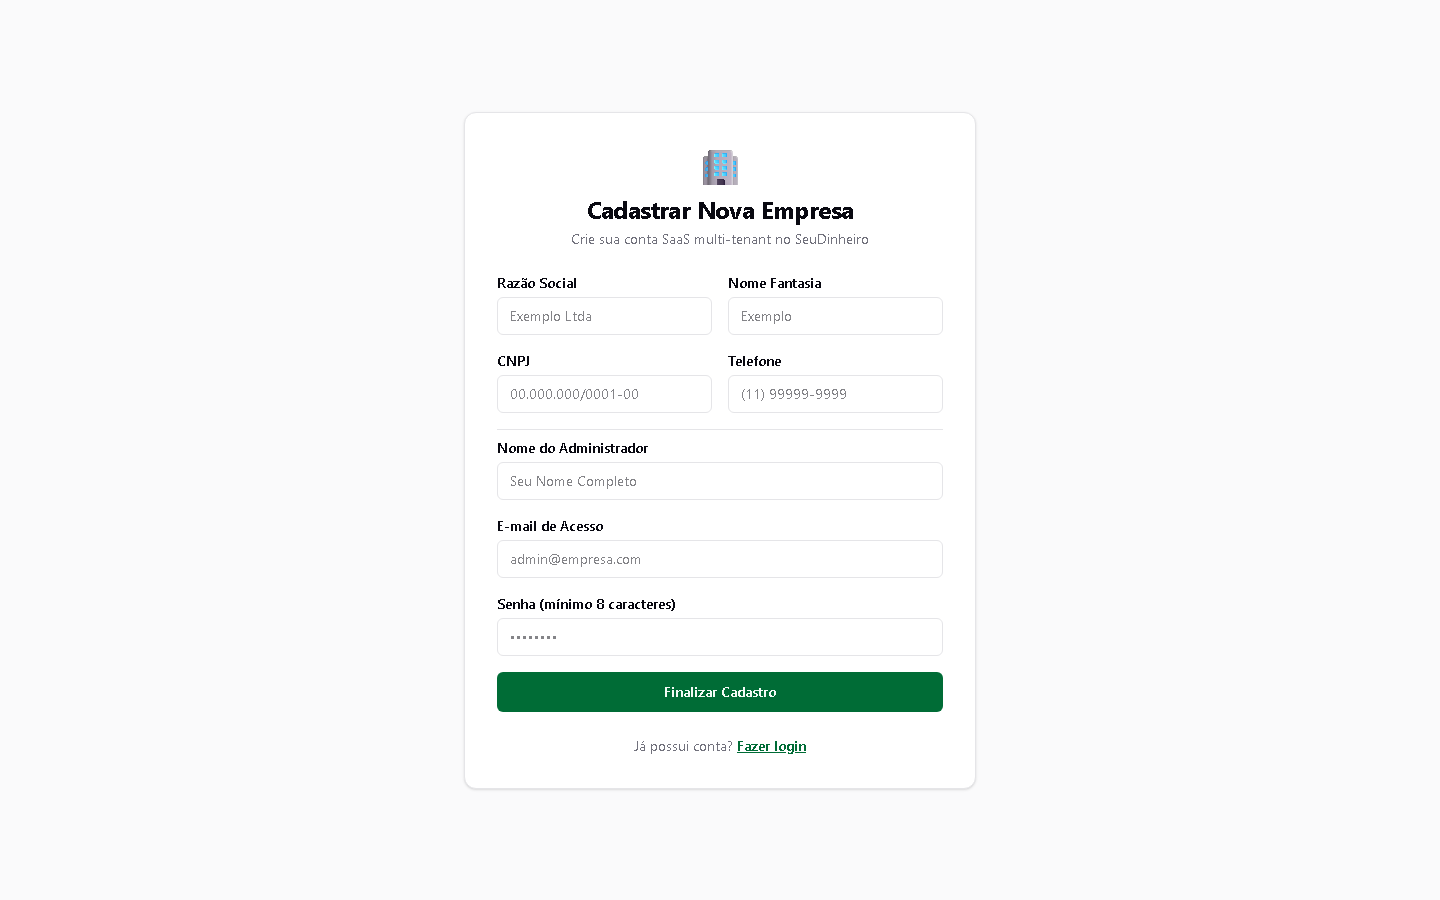 Cadastrar Nova Empresa
Crie sua conta SaaS multi-tenant no SeuDinheiro
Razão Social
Exemplo Ltda
Nome Fantasia
Exemplo
CNPJ
00.000.000/0001-00
Telefone
(11) 99999-9999
Nome do Administrador
Seu Nome Completo
E-mail de Acesso
admin@empresa.com
Senha (mínimo 8 caracteres)
••••••••
Finalizar Cadastro
Já possui conta? Fazer login